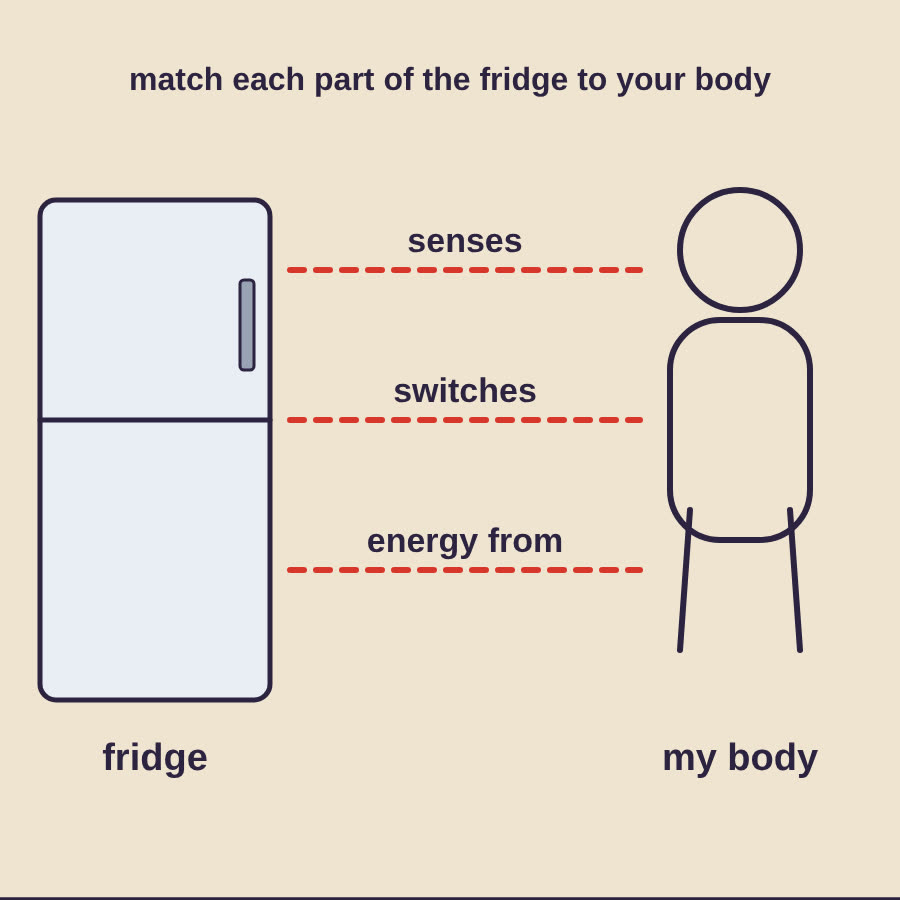 match each part of the fridge to your body
senses
switches
energy from
fridge
my body